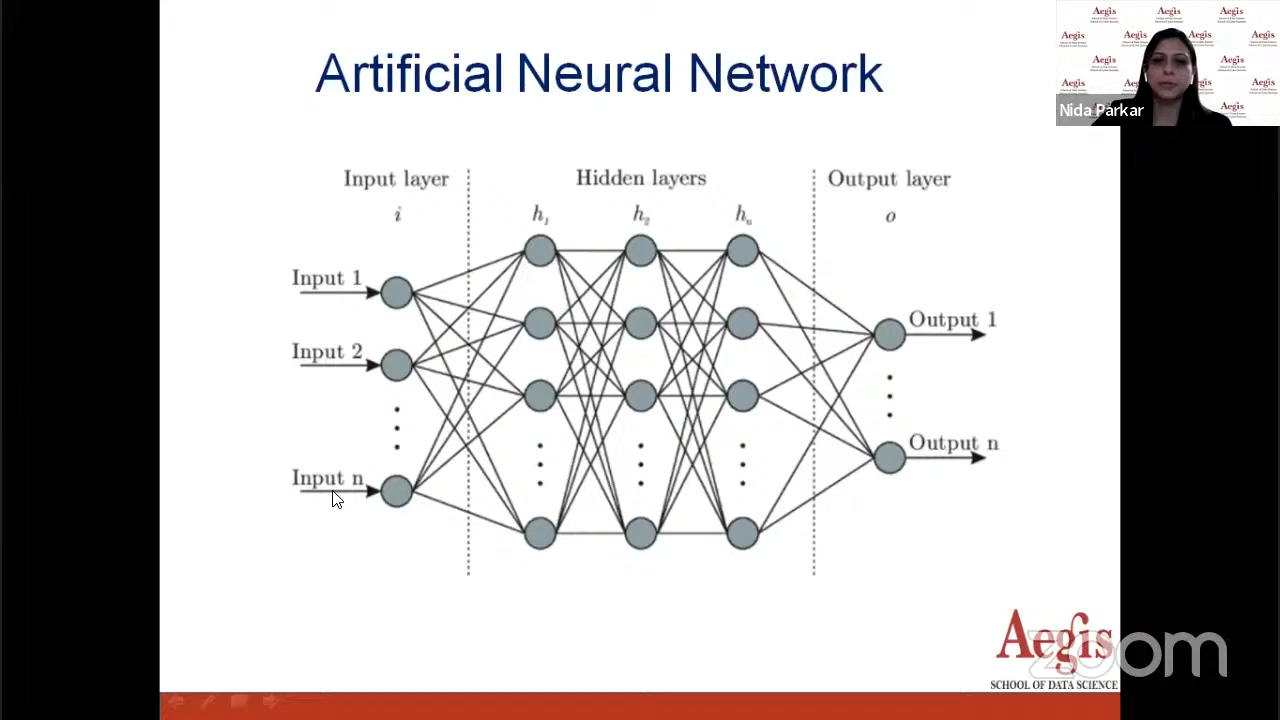 Artificial Neural Network
Aegis
Nida Parkar
Input layer
Hidden layers
Output layer
i
h1
h2
hn
o
Input 1
Input 2
Input n
Output 1
Output n
Aegis
zoom
SCHOOL OF DATA SCIENCE